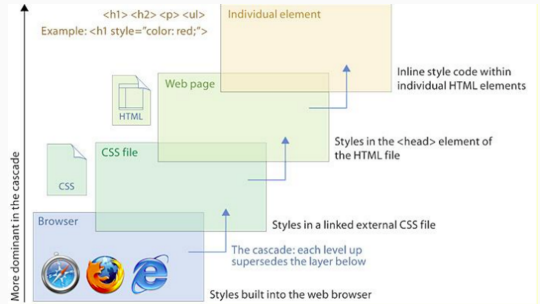 <h1> <h2> <p> <ul>
Example: <h1 style="color: red;">
Individual element
Inline style code within
individual HTML elements
Web page
HTML
Styles in the <head> element of
the HTML file
CSS file
CSS
Styles in a linked external CSS file
Browser
The cascade: each level up
supersedes the layer below
Styles built into the web browser
More dominant in the cascade